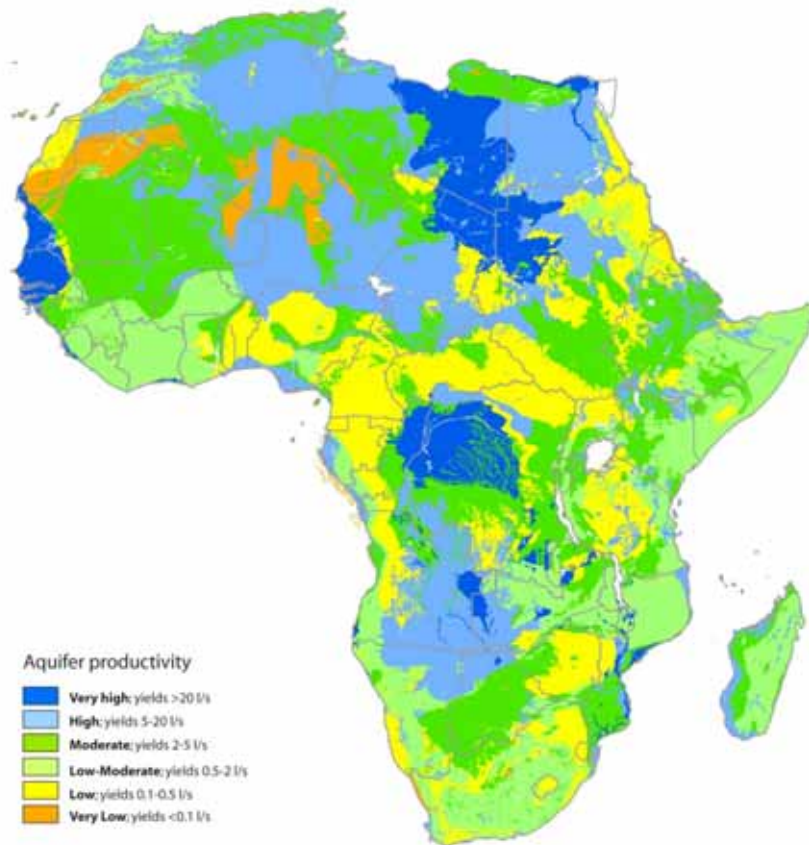 Aquifer productivity
Very high; yields >20 l/s
High; yields 5-20 l/s
Moderate; yields 2-5 l/s
Low-Moderate; yields 0.5-2 l/s
Low; yields 0.1-0.5 l/s
Very Low; yields <0.1 l/s